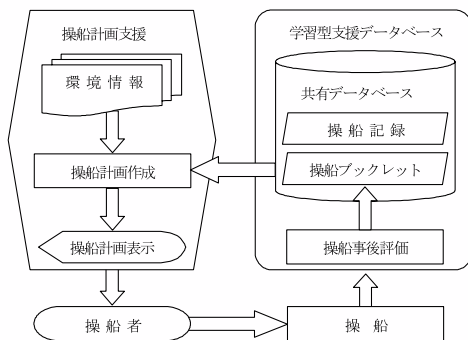 操船計画支援
環境情報
操船計画作成
操船計画表示
操船者
学習型支援データベース
共有データベース
操船記録
操船ブックレット
操船事後評価
操船